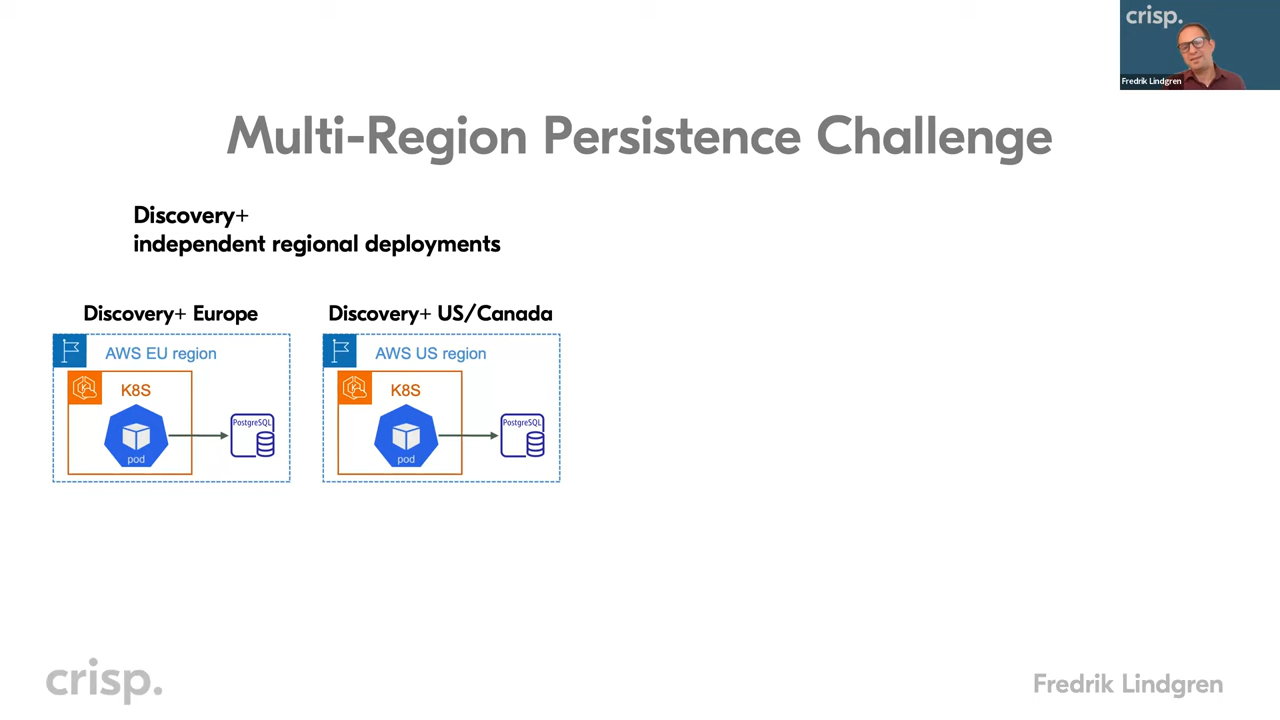 crisp.
Fredrik Lindgren
Multi-Region Persistence Challenge
Discovery+
independent regional deployments
Discovery+ Europe
AWS EU region
K8S
pod
PostgreSQL
Discovery+ US/Canada
AWS US region
K8S
pod
PostgreSQL
crisp.
Fredrik Lindgren